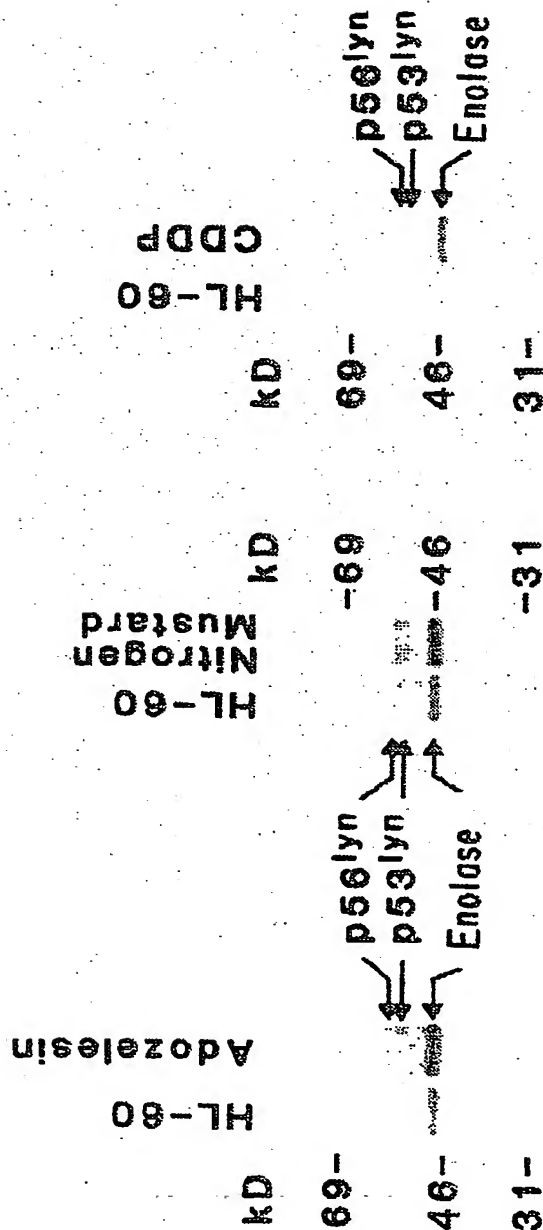 kD
69-
46-
31-
HL-60
Adozelesin
p56lyn
p53lyn
Enolase
HL-60
Nitrogen
Mustard
kD
-69
-46
-31
kD
69-
46-
31-
HL-60
CDDP
p56lyn
p53lyn
Enolase